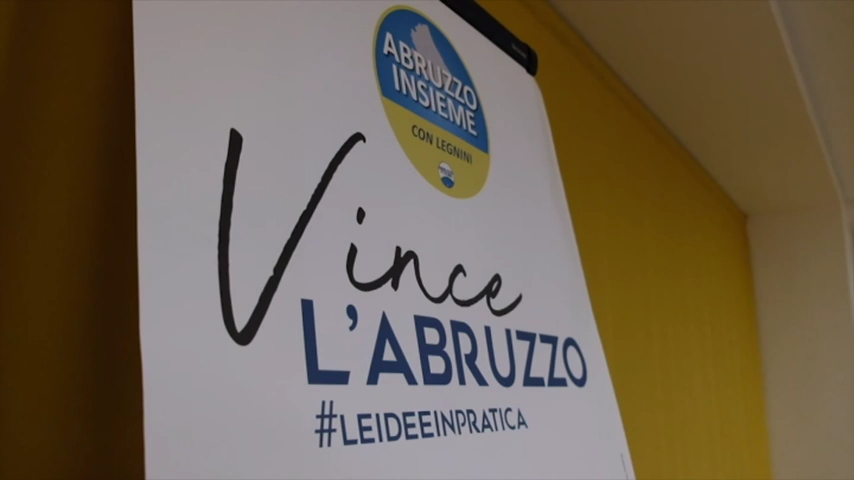 ABRUZZO
INSIEME
CON LEGNINI
Vince
L'ABRUZZO
#LEIDEEINPRATICA